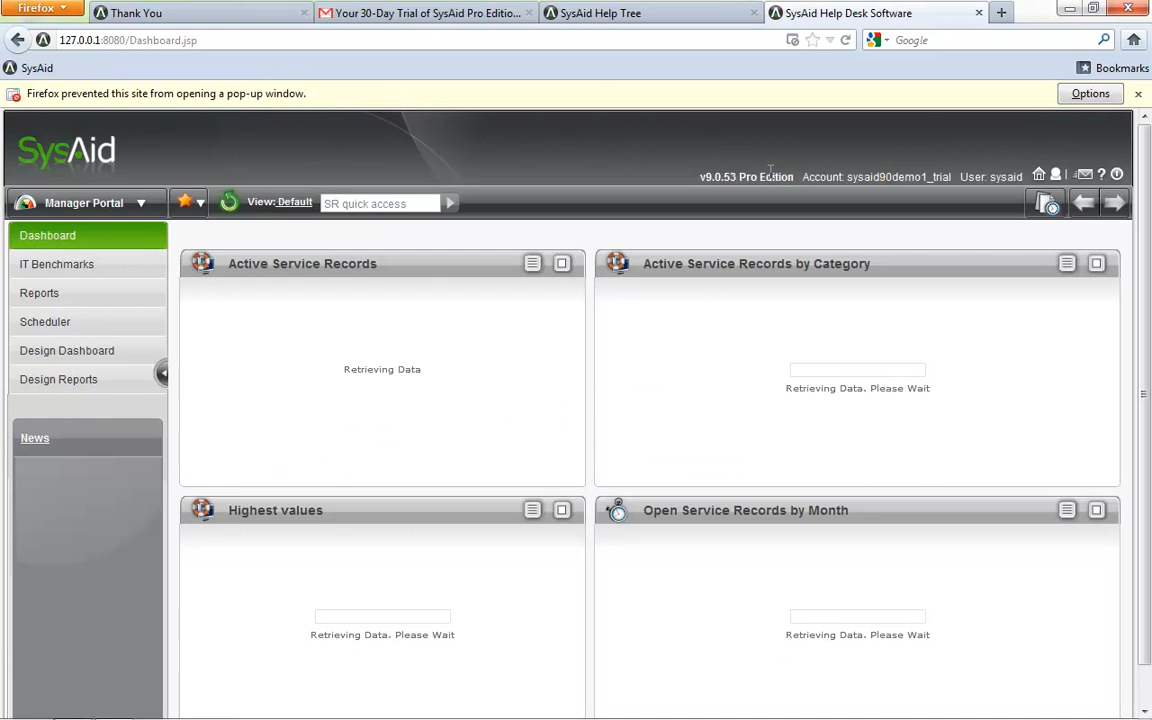 Firefox
Thank You
Your 30-Day Trial of SysAid Pro Editio...
SysAid Help Tree
SysAid Help Desk Software
127.0.0.1:8080/Dashboard.jsp
Google
SysAid
Bookmarks
Firefox prevented this site from opening a pop-up window.
Options
SysAid
v9.0.53 Pro Edition Account: sysaid90demo1_trial User: sysaid
Manager Portal
View: Default
SR quick access
Dashboard
IT Benchmarks
Reports
Scheduler
Design Dashboard
Design Reports
News
Active Service Records
Retrieving Data
Active Service Records by Category
Retrieving Data. Please Wait
Highest values
Retrieving Data. Please Wait
Open Service Records by Month
Retrieving Data. Please Wait